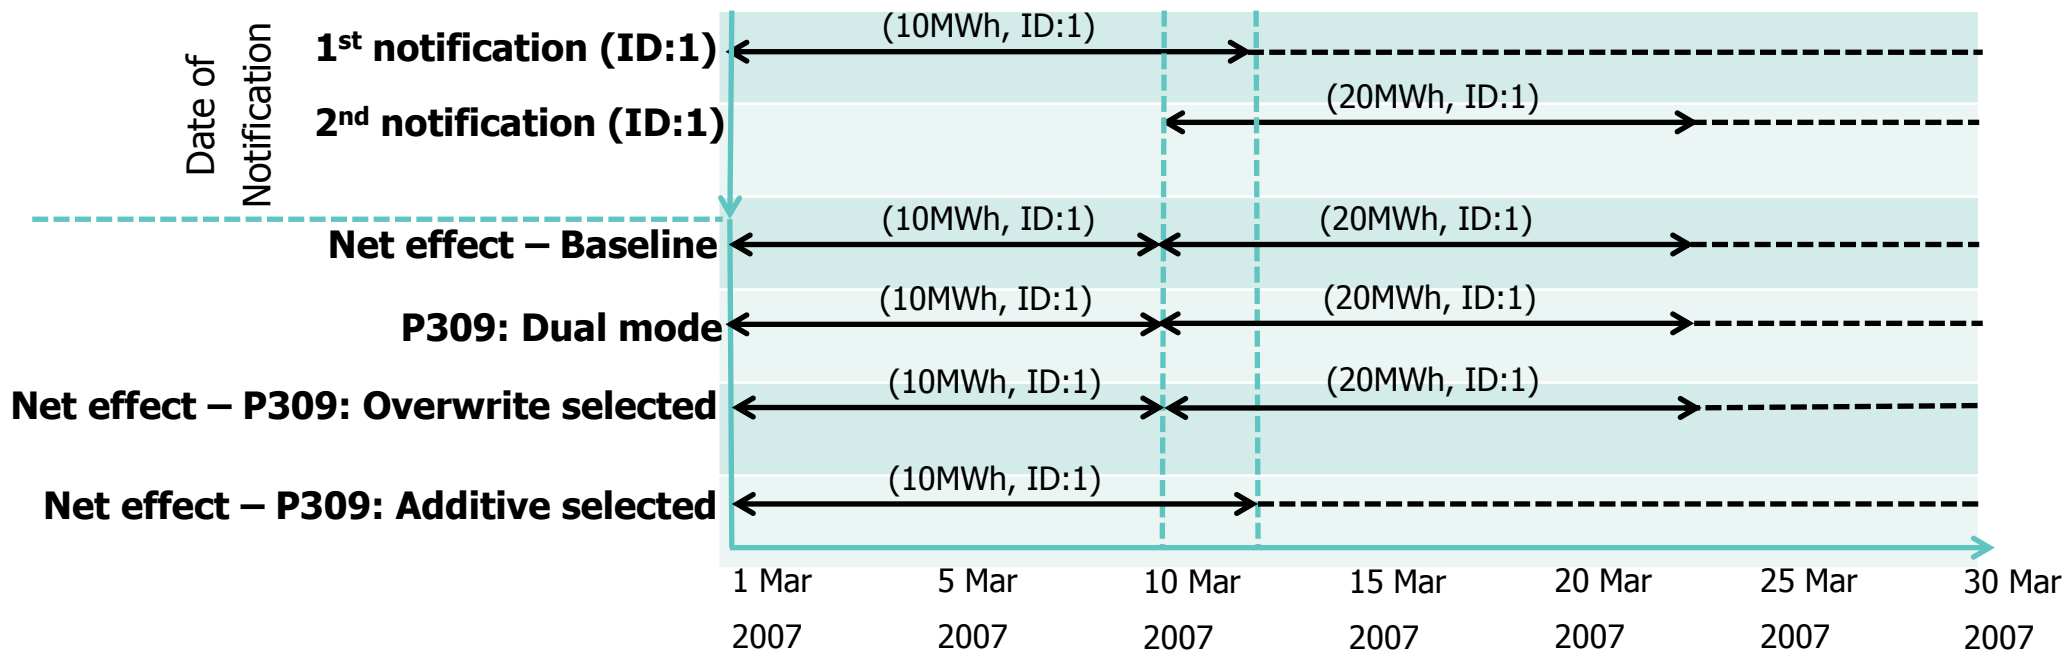 Date of
Notification
1st notification (ID:1)
(10MWh, ID:1)
2nd notification (ID:1)
(20MWh, ID:1)
Net effect – Baseline
(10MWh, ID:1)
(20MWh, ID:1)
P309: Dual mode
(10MWh, ID:1)
(20MWh, ID:1)
Net effect – P309: Overwrite selected
(10MWh, ID:1)
(20MWh, ID:1)
Net effect – P309: Additive selected
(10MWh, ID:1)
1 Mar
2007
5 Mar
2007
10 Mar
2007
15 Mar
2007
20 Mar
2007
25 Mar
2007
30 Mar
2007